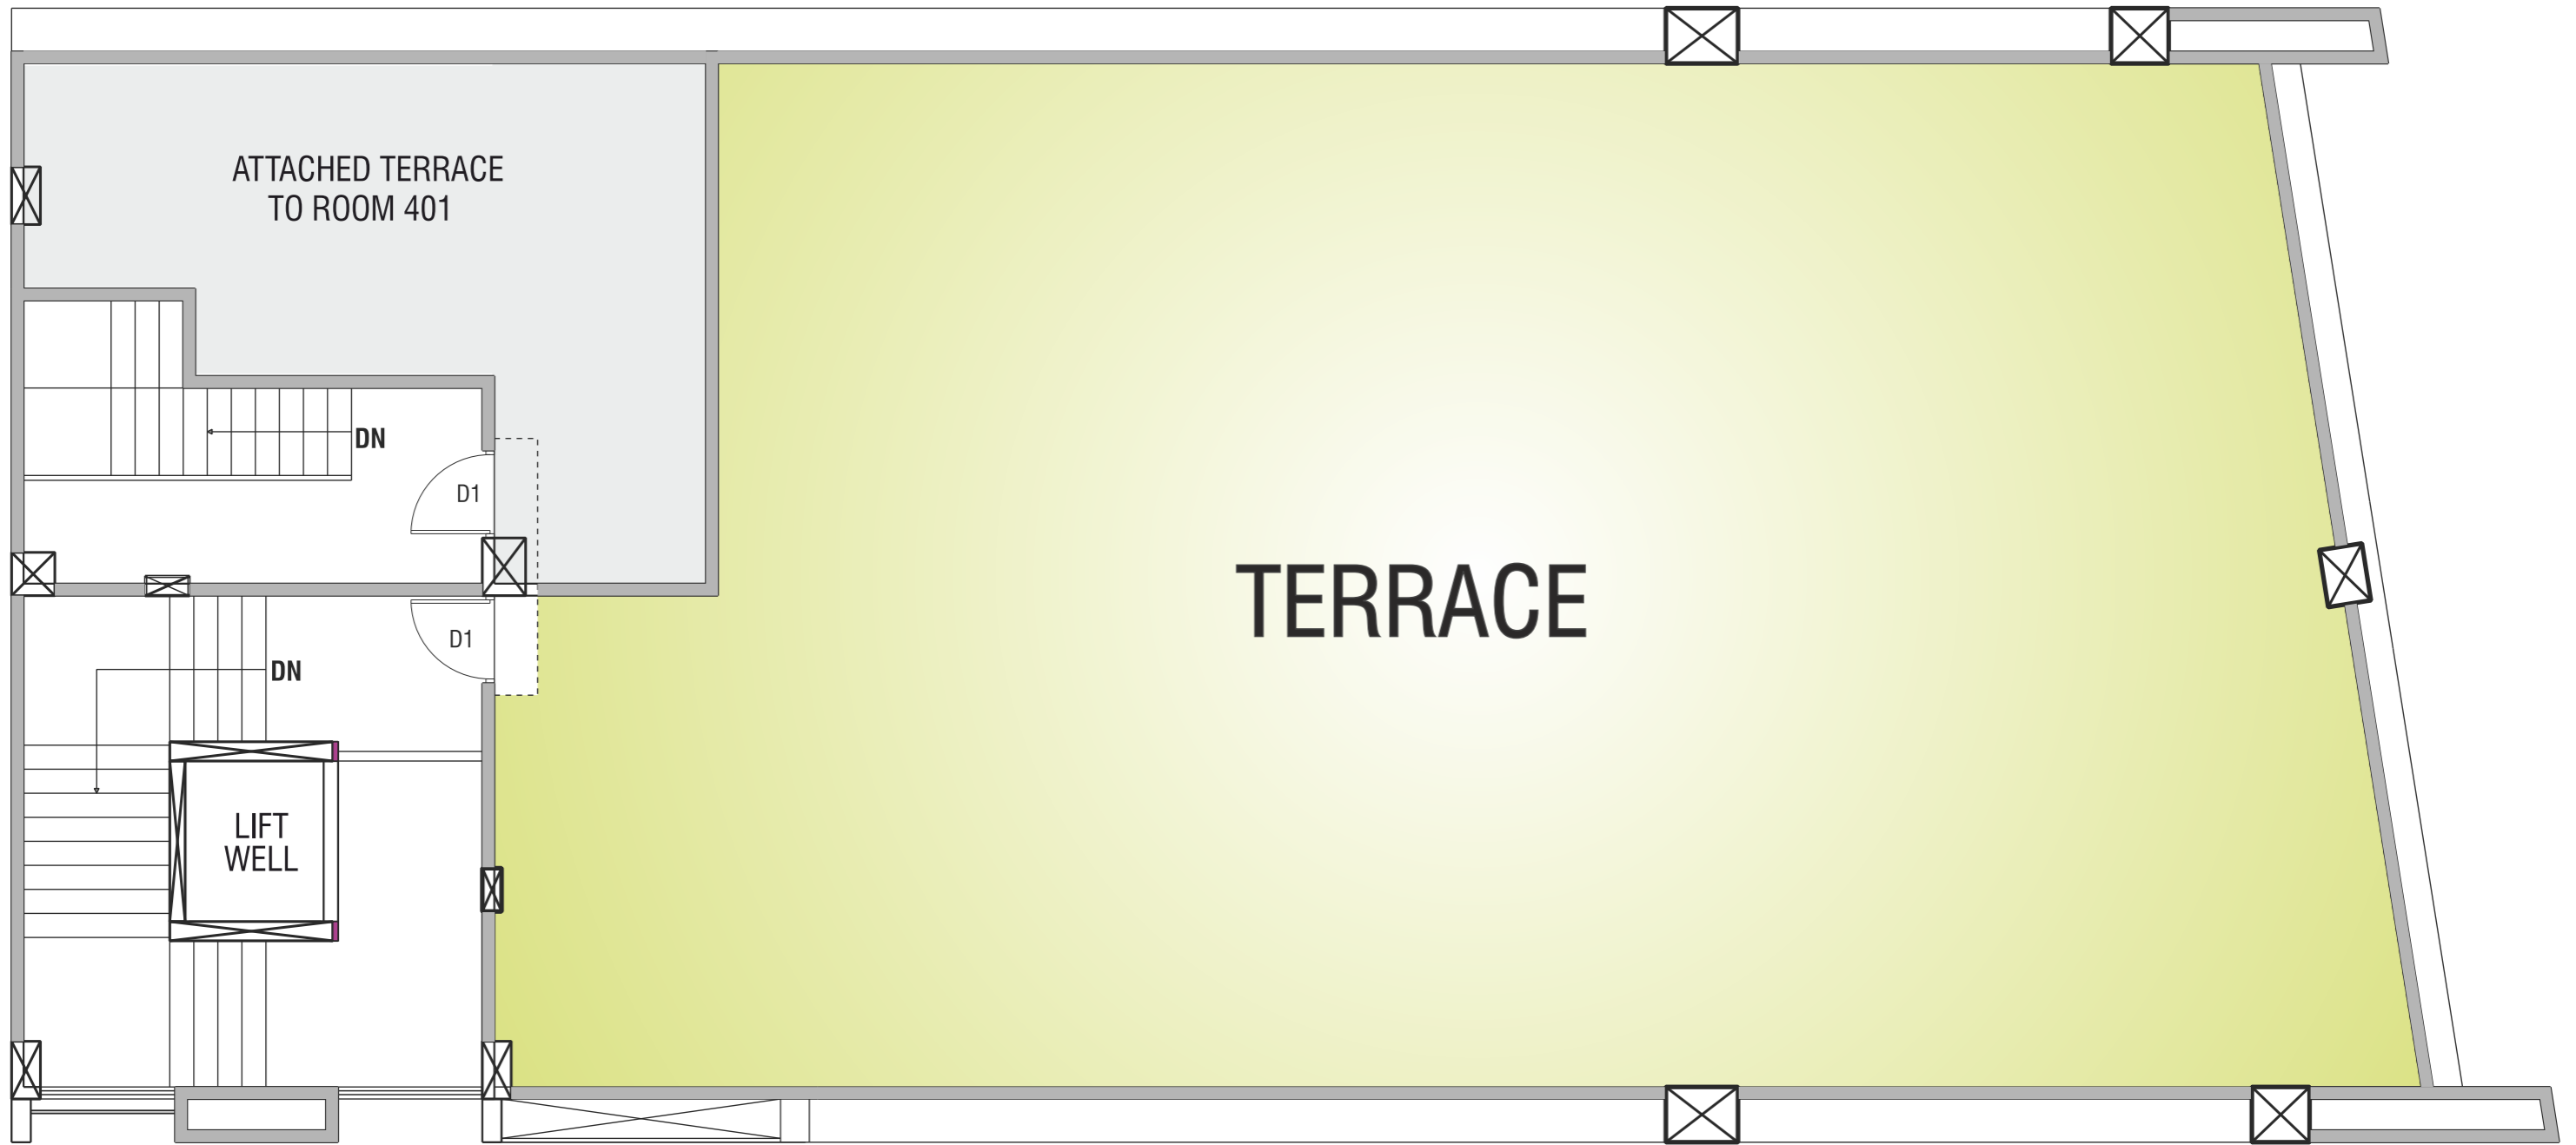 ATTACHED TERRACE
TO ROOM 401
DN
D1
TERRACE
D1
DN
LIFT
WELL